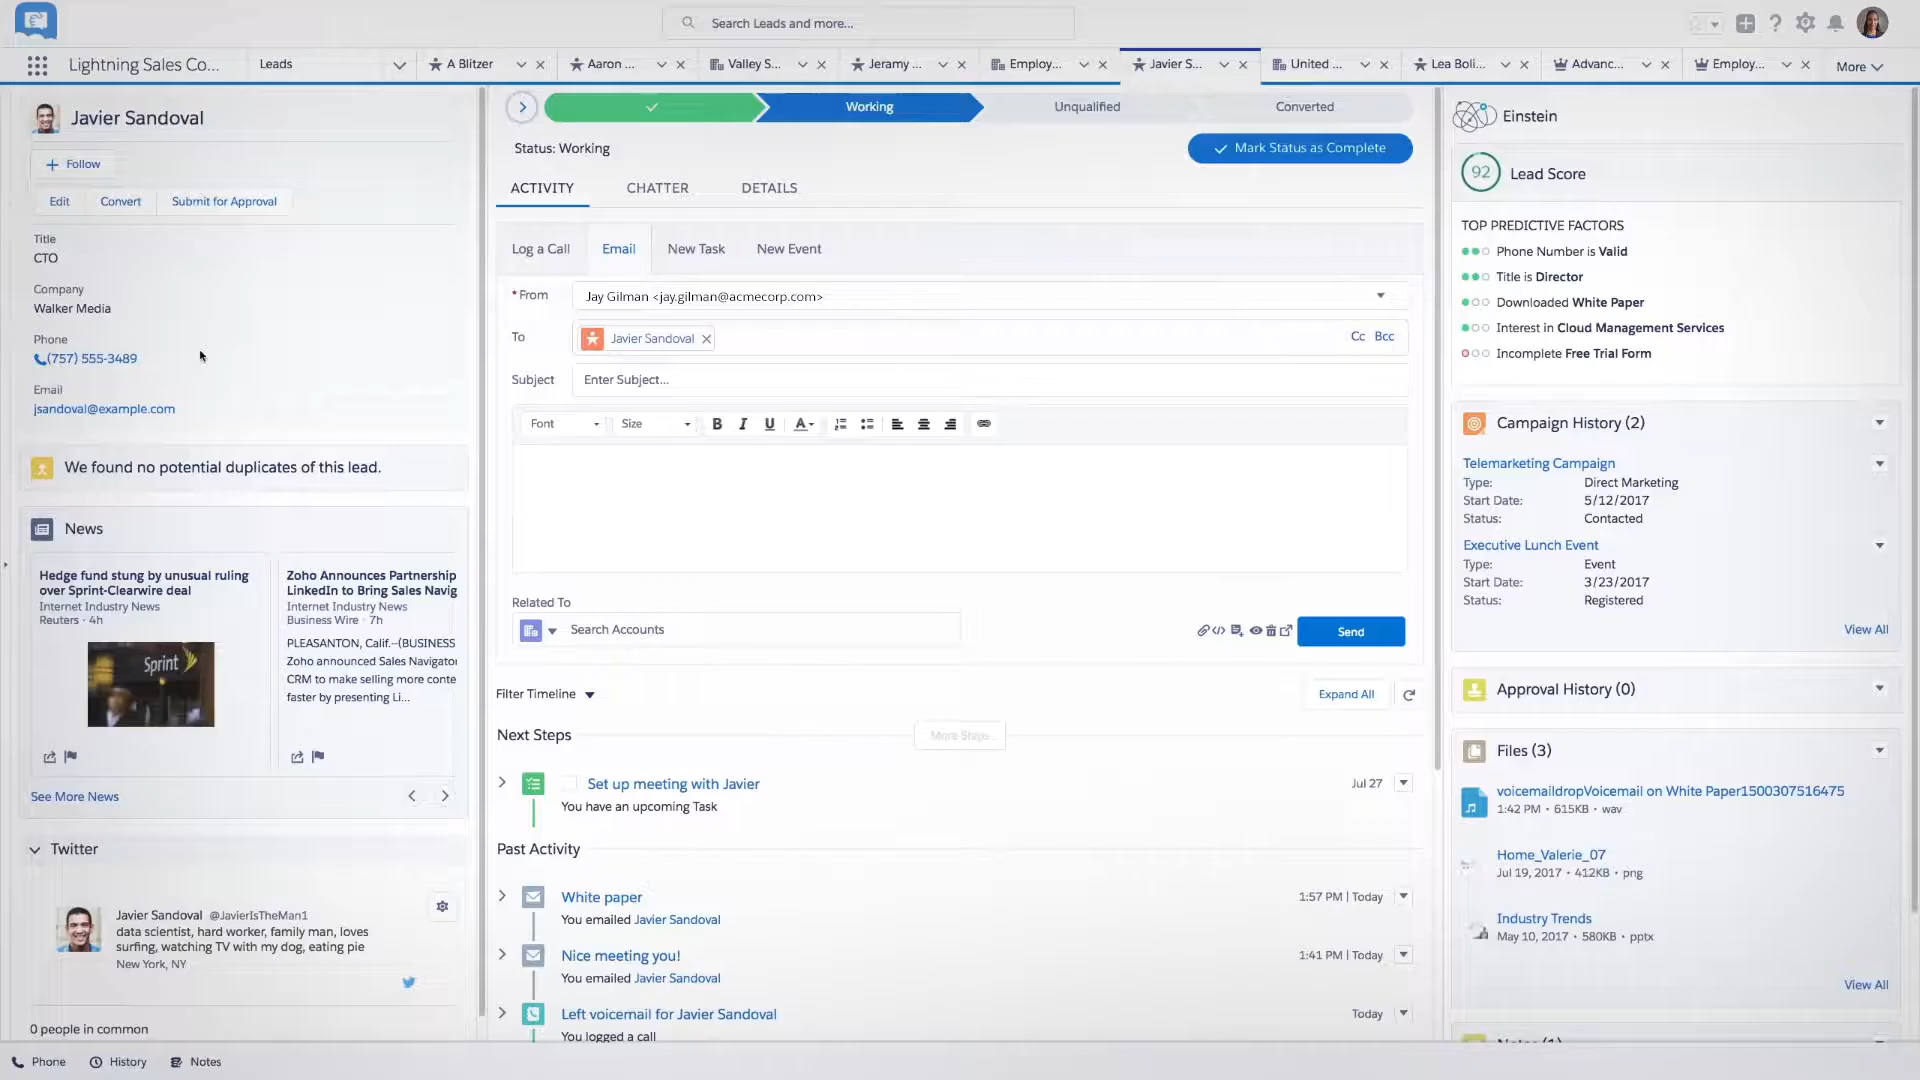 Search Leads and more...
Lightning Sales Co...
Leads
A Blitzer
Aaron ...
Valley S...
Jeramy ...
Employ...
Javier S...
United ...
Lea Boli...
Advanc...
Employ...
More
Javier Sandoval
Follow
Edit
Convert
Submit for Approval
Title
CTO
Company
Walker Media
Phone
(757) 555-3489
Email
jsandoval@example.com
We found no potential duplicates of this lead.
News
Hedge fund stung by unusual ruling
over Sprint-Clearwire deal
Internet Industry News
Reuters · 4h
Sprint
Zoho Announces Partnership
LinkedIn to Bring Sales Navig
Internet Industry News
Business Wire · 7h
PLEASANTON, Calif.--(BUSINESS
Zoho announced Sales Navigator
CRM to make selling more conte
faster by presenting Li...
See More News
Twitter
Javier Sandoval @JavierIsTheMan1
data scientist, hard worker, family man, loves
surfing, watching TV with my dog, eating pie
New York, NY
0 people in common
Working
Unqualified
Converted
Status: Working
Mark Status as Complete
ACTIVITY
CHATTER
DETAILS
Log a Call
Email
New Task
New Event
* From
Jay Gilman <jay.gilman@acmecorp.com>
To
Javier Sandoval
Cc
Bcc
Subject
Enter Subject...
Font
Size
B
I
U
A
Related To
Search Accounts
Send
Filter Timeline
Expand All
Next Steps
More Steps
Set up meeting with Javier
Jul 27
You have an upcoming Task
Past Activity
White paper
1:57 PM | Today
You emailed Javier Sandoval
Nice meeting you!
1:41 PM | Today
You emailed Javier Sandoval
Left voicemail for Javier Sandoval
Today
You logged a call
Einstein
92
Lead Score
TOP PREDICTIVE FACTORS
Phone Number is Valid
Title is Director
Downloaded White Paper
Interest in Cloud Management Services
Incomplete Free Trial Form
Campaign History (2)
Telemarketing Campaign
Type: Direct Marketing
Start Date: 5/12/2017
Status: Contacted
Executive Lunch Event
Type: Event
Start Date: 3/23/2017
Status: Registered
View All
Approval History (0)
Files (3)
voicemaildropVoicemail on White Paper1500307516475
1:42 PM · 615KB · wav
Home_Valerie_07
Jul 19, 2017 · 412KB · png
Industry Trends
May 10, 2017 · 580KB · pptx
View All
Notes (1)
Phone
History
Notes